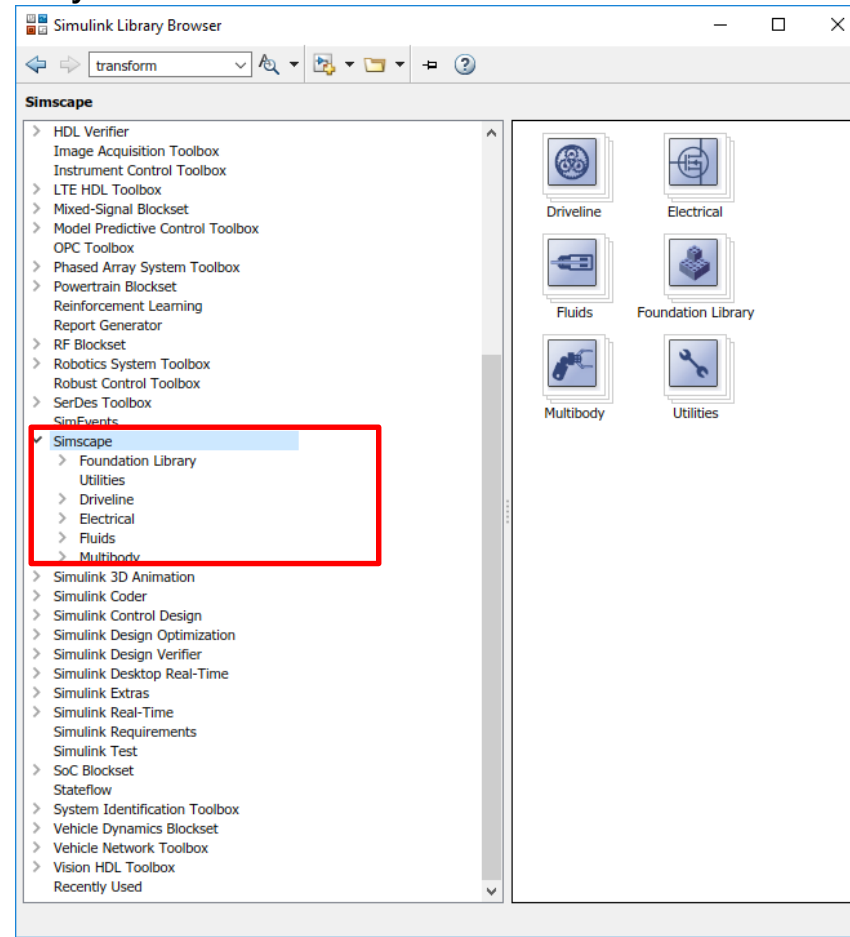 Simulink Library Browser
transform
Simscape
HDL Verifier
Image Acquisition Toolbox
Instrument Control Toolbox
LTE HDL Toolbox
Mixed-Signal Blockset
Model Predictive Control Toolbox
OPC Toolbox
Phased Array System Toolbox
Powertrain Blockset
Reinforcement Learning
Report Generator
RF Blockset
Robotics System Toolbox
Robust Control Toolbox
SerDes Toolbox
SimEvents
Simscape
Foundation Library
Utilities
Driveline
Electrical
Fluids
Multibody
Simulink 3D Animation
Simulink Coder
Simulink Control Design
Simulink Design Optimization
Simulink Design Verifier
Simulink Desktop Real-Time
Simulink Extras
Simulink Real-Time
Simulink Requirements
Simulink Test
SoC Blockset
Stateflow
System Identification Toolbox
Vehicle Dynamics Blockset
Vehicle Network Toolbox
Vision HDL Toolbox
Recently Used
Driveline
Electrical
Fluids
Foundation Library
Multibody
Utilities